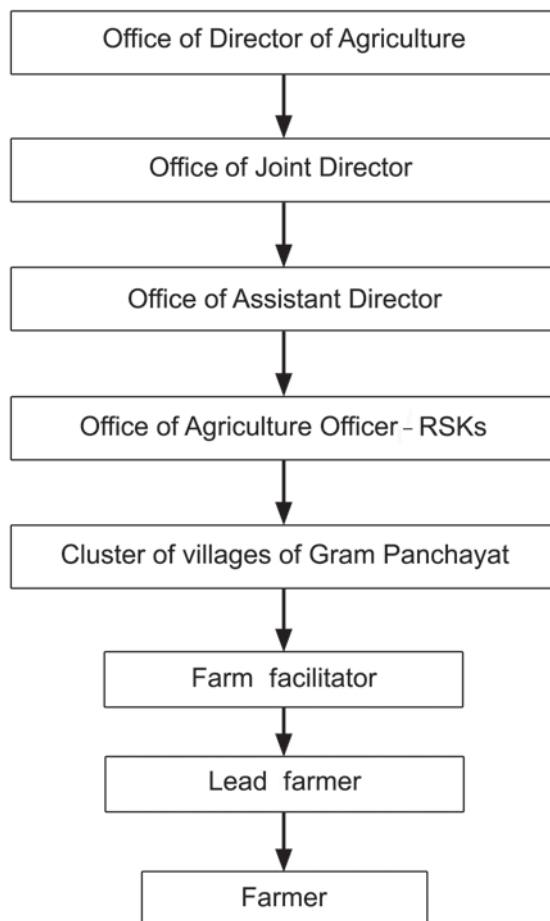 Office of Director of Agriculture
Office of Joint Director
Office of Assistant Director
Office of Agriculture Officer - RSKs
Cluster of villages of Gram Panchayat
Farm facilitator
Lead farmer
Farmer